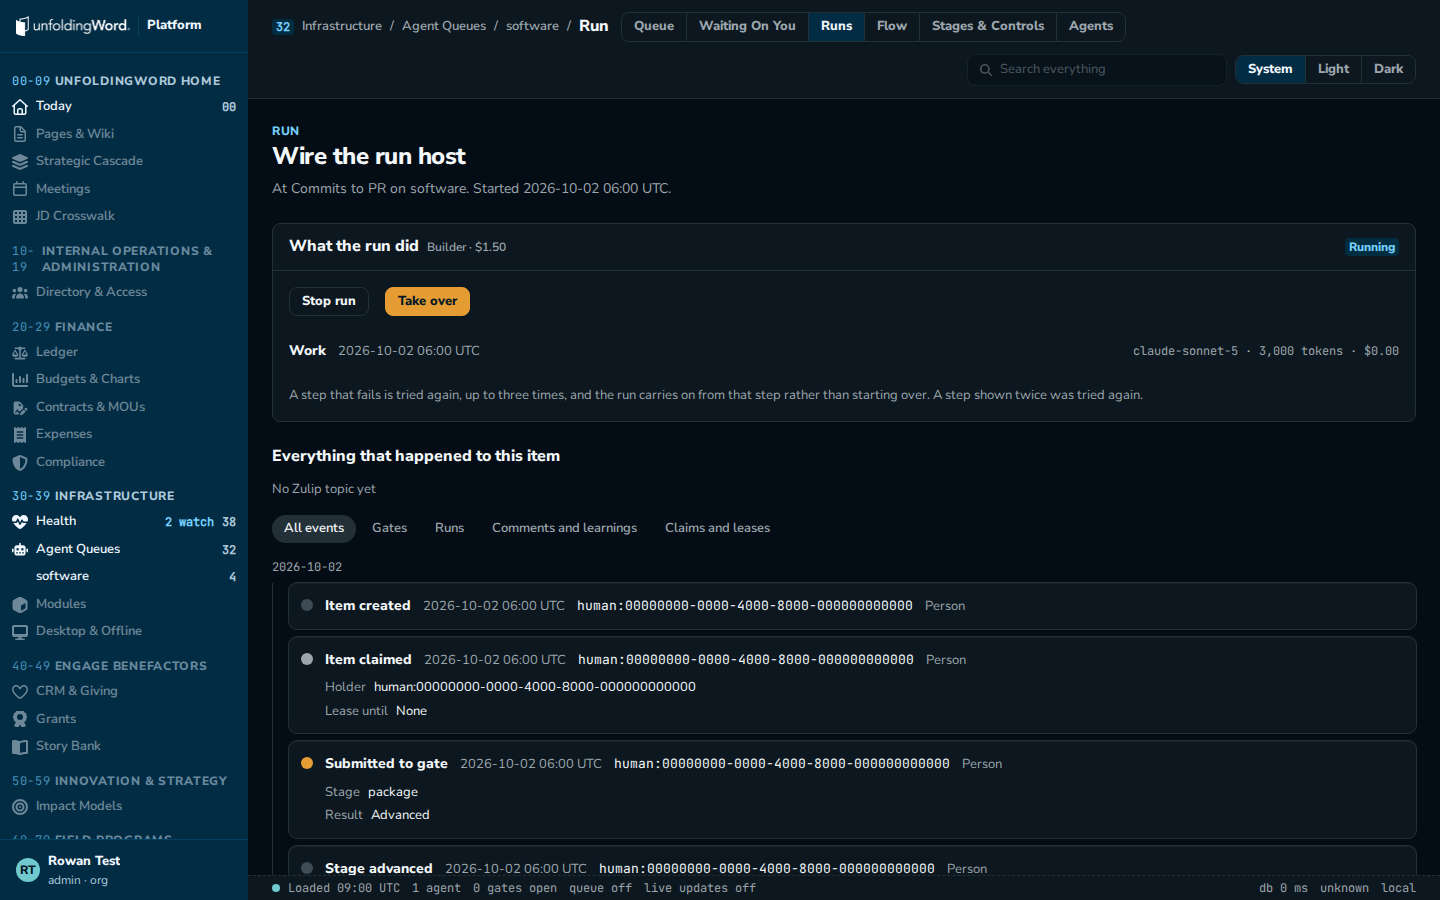 unfoldingWord. Platform
32 Infrastructure / Agent Queues / software / Run Queue Waiting On You Runs Flow Stages & Controls Agents
Search everything System Light Dark
00-09 UNFOLDINGWORD HOME
Today 00
Pages & Wiki
Strategic Cascade
Meetings
JD Crosswalk
10-19 INTERNAL OPERATIONS & ADMINISTRATION
Directory & Access
20-29 FINANCE
Ledger
Budgets & Charts
Contracts & MOUs
Expenses
Compliance
30-39 INFRASTRUCTURE
Health 2 watch 38
Agent Queues 32
software 4
Modules
Desktop & Offline
40-49 ENGAGE BENEFACTORS
CRM & Giving
Grants
Story Bank
50-59 INNOVATION & STRATEGY
Impact Models
60-70 FIELD PROGRAMS
RT Rowan Test
admin · org
RUN
Wire the run host
At Commits to PR on software. Started 2026-10-02 06:00 UTC.
What the run did Builder · $1.50 Running
Stop run Take over
Work 2026-10-02 06:00 UTC claude-sonnet-5 · 3,000 tokens · $0.00
A step that fails is tried again, up to three times, and the run carries on from that step rather than starting over. A step shown twice was tried again.
Everything that happened to this item
No Zulip topic yet
All events Gates Runs Comments and learnings Claims and leases
2026-10-02
Item created 2026-10-02 06:00 UTC human:00000000-0000-4000-8000-000000000000 Person
Item claimed 2026-10-02 06:00 UTC human:00000000-0000-4000-8000-000000000000 Person
Holder human:00000000-0000-4000-8000-000000000000
Lease until None
Submitted to gate 2026-10-02 06:00 UTC human:00000000-0000-4000-8000-000000000000 Person
Stage package
Result Advanced
Stage advanced 2026-10-02 06:00 UTC human:00000000-0000-4000-8000-000000000000 Person
Loaded 09:00 UTC 1 agent 0 gates open queue off live updates off db 0 ms unknown local